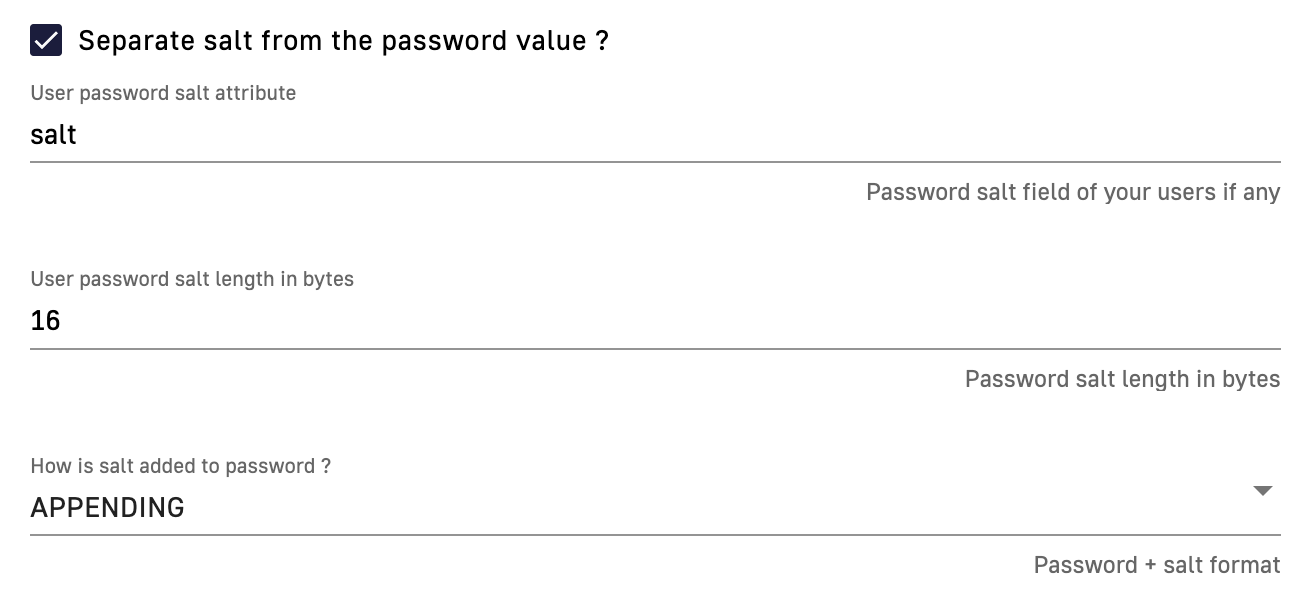 Separate salt from the password value ?
User password salt attribute
salt
Password salt field of your users if any
User password salt length in bytes
16
Password salt length in bytes
How is salt added to password ?
APPENDING
Password + salt format